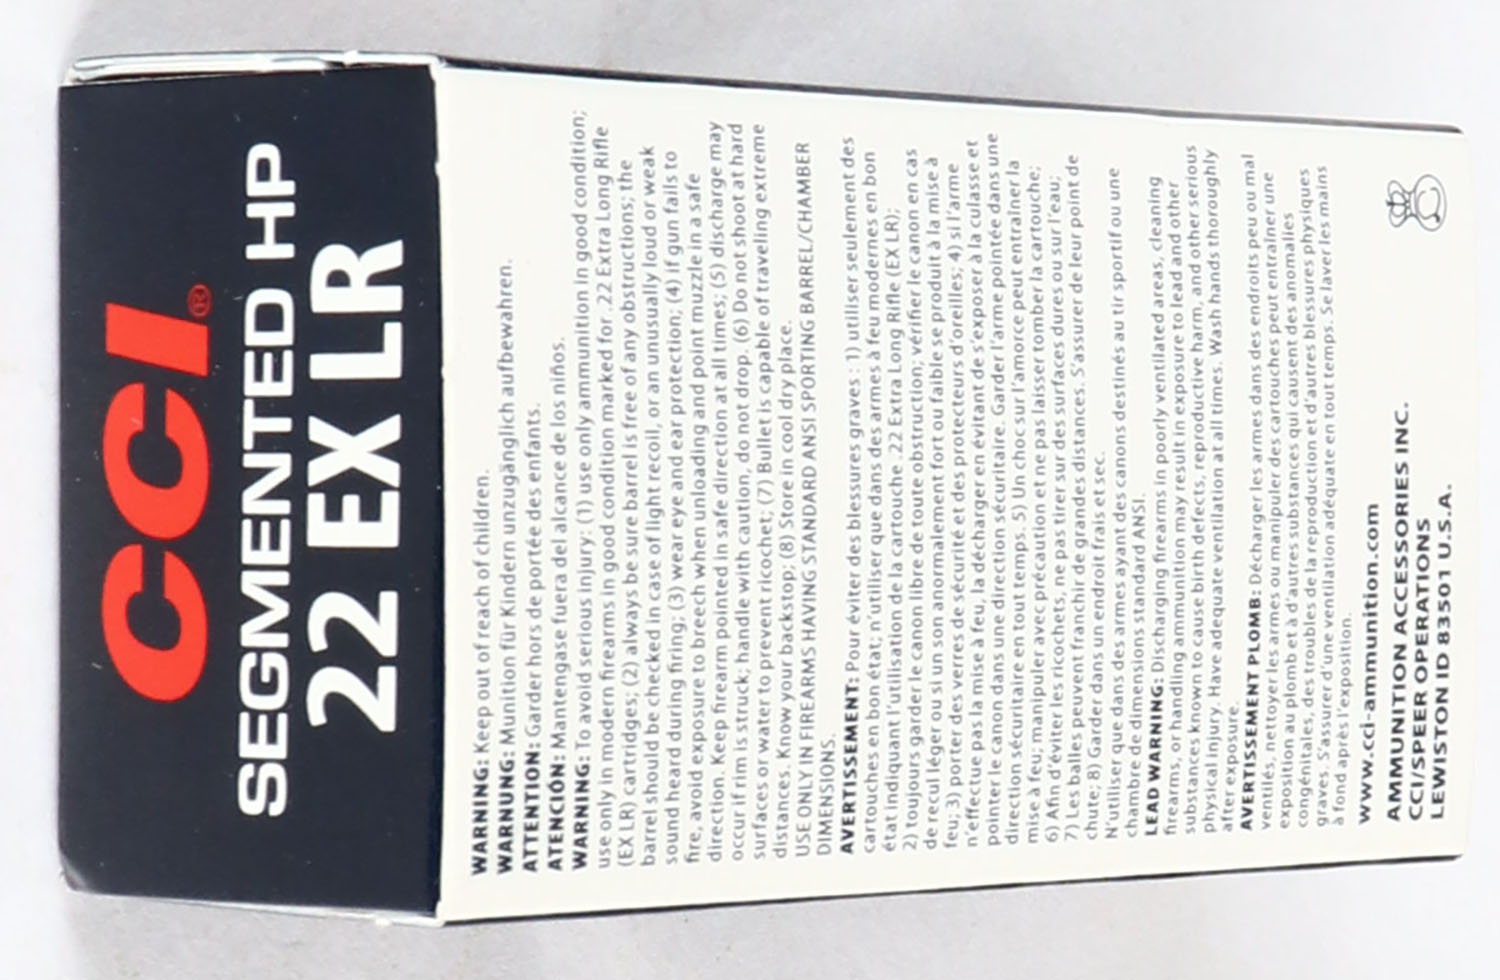 CCI®
SEGMENTED HP
22 EX LR
WARNING: Keep out of reach of children.
WARNUNG: Munition für Kindern unzugänglich aufbewahren.
ATTENTION: Garder hors de portée des enfants.
ATENCIÓN: Mantengase fuera del alcance de los niños.
WARNING: To avoid serious injury: (1) use only ammunition in good condition;
use only in modern firearms in good condition marked for .22 Extra Long Rifle
(EX LR) cartridges; (2) always be sure barrel is free of any obstructions; the
barrel should be checked in case of light recoil, or an unusually loud or weak
sound heard during firing; (3) wear eye and ear protection; (4) if gun fails to
fire, avoid exposure to breech when unloading and point muzzle in a safe
direction. Keep firearm pointed in safe direction at all times; (5) discharge may
occur if rim is struck; handle with caution, do not drop. (6) Do not shoot at hard
surfaces or water to prevent ricochet; (7) Bullet is capable of traveling extreme
distances. Know your backstop; (8) Store in cool dry place.
USE ONLY IN FIREARMS HAVING STANDARD ANSI SPORTING BARREL/CHAMBER
DIMENSIONS.
AVERTISSEMENT: Pour éviter des blessures graves : 1) utiliser seulement des
cartouches en bon état; n'utiliser que dans des armes à feu modernes en bon
état indiquant l'utilisation de la cartouche .22 Extra Long Rifle (EX LR);
2) toujours garder le canon libre de toute obstruction; vérifier le canon en cas
de recul léger ou si un son anormalement fort ou faible se produit à la mise à
feu; 3) porter des verres de sécurité et des protecteurs d'oreilles; 4) si l'arme
n'effectue pas la mise à feu, la décharger en évitant de s'exposer à la culasse et
pointer le canon dans une direction sécuritaire. Garder l'arme pointée dans une
direction sécuritaire en tout temps. 5) Un choc sur l'amorce peut entraîner la
mise à feu; manipuler avec précaution et ne pas laisser tomber la cartouche;
6) Afin d'éviter les ricochets, ne pas tirer sur des surfaces dures ou sur l'eau;
7) Les balles peuvent franchir de grandes distances. S'assurer de leur point de
chute; 8) Garder dans un endroit frais et sec.
N'utiliser que dans des armes ayant des canons destinés au tir sportif ou une
chambre de dimensions standard ANSI.
LEAD WARNING: Discharging firearms in poorly ventilated areas, cleaning
firearms, or handling ammunition may result in exposure to lead and other
substances known to cause birth defects, reproductive harm, and other serious
physical injury. Have adequate ventilation at all times. Wash hands thoroughly
after exposure.
AVERTISSEMENT PLOMB: Décharger les armes dans des endroits peu ou mal
ventilés, nettoyer les armes ou manipuler des cartouches peut entraîner une
exposition au plomb et à d'autres substances qui causent des anomalies
congénitales, des troubles de la reproduction et d'autres blessures physiques
graves. S'assurer d'une ventilation adéquate en tout temps. Se laver les mains
à fond après l'exposition.
www.cci-ammunition.com
AMMUNITION ACCESSORIES INC.
CCI/SPEER OPERATIONS
LEWISTON ID 83501 U.S.A.